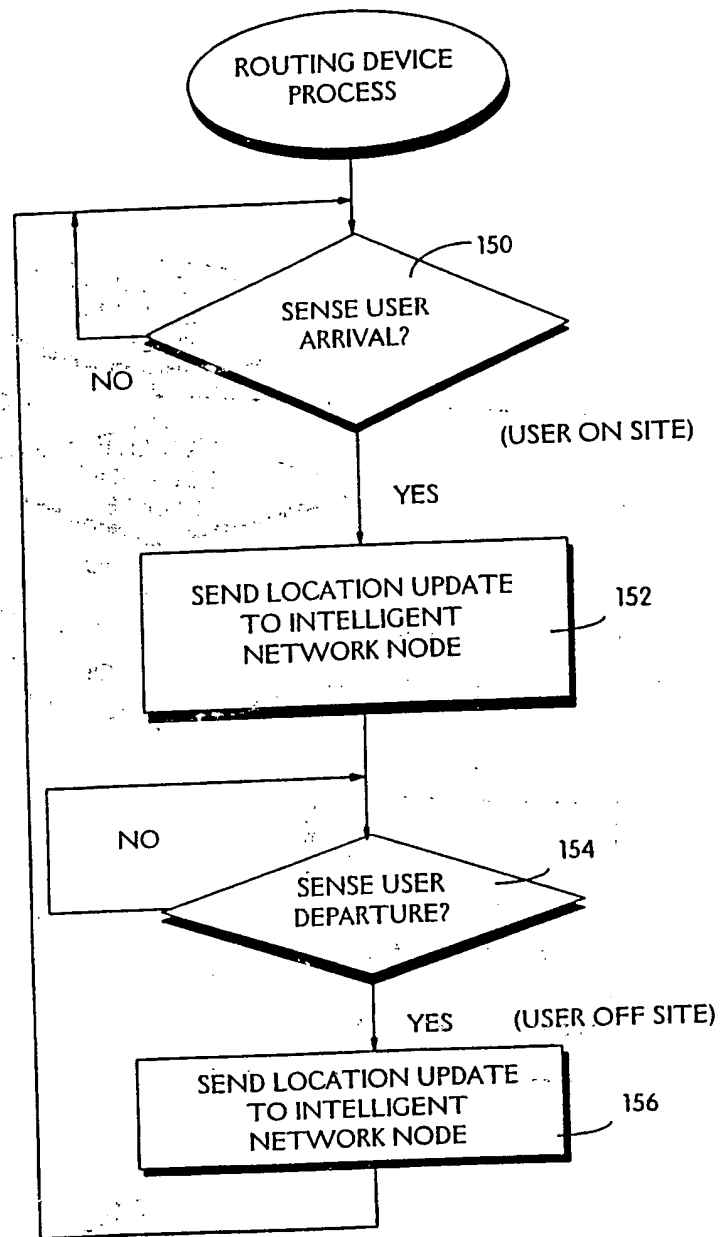 ROUTING DEVICE
PROCESS
150
SENSE USER
ARRIVAL?
NO
(USER ON SITE)
YES
SEND LOCATION UPDATE
TO INTELLIGENT
NETWORK NODE
152
NO
154
SENSE USER
DEPARTURE?
YES
(USER OFF SITE)
SEND LOCATION UPDATE
TO INTELLIGENT
NETWORK NODE
156